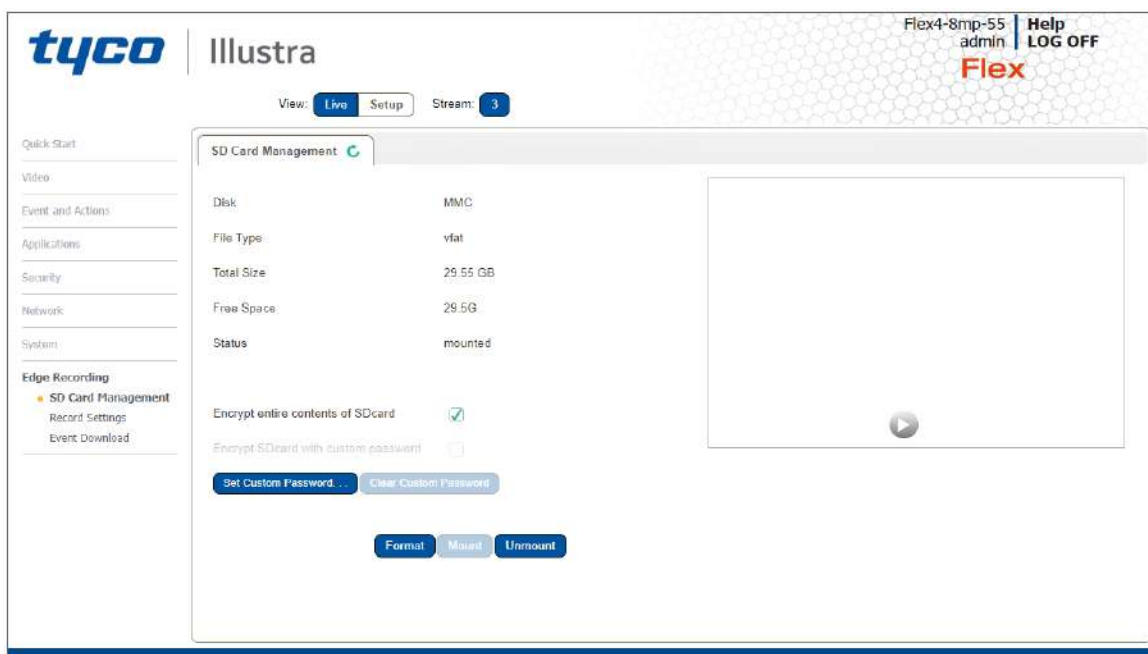 tyco
Illustra
Flex4-8mp-55
admin
Help
LOG OFF
Flex
View: Live Setup Stream: 3
Quick Start
Video
Event and Actions
Applications
Security
Network
System
Edge Recording
SD Card Management
Record Settings
Event Download
SD Card Management
Disk MMC
File Type vfat
Total Size 29.55 GB
Free Space 29.5G
Status mounted
Encrypt entire contents of SDcard
Encrypt SDcard with custom password
Set Custom Password. . . Clear Custom Password
Format Mount Unmount